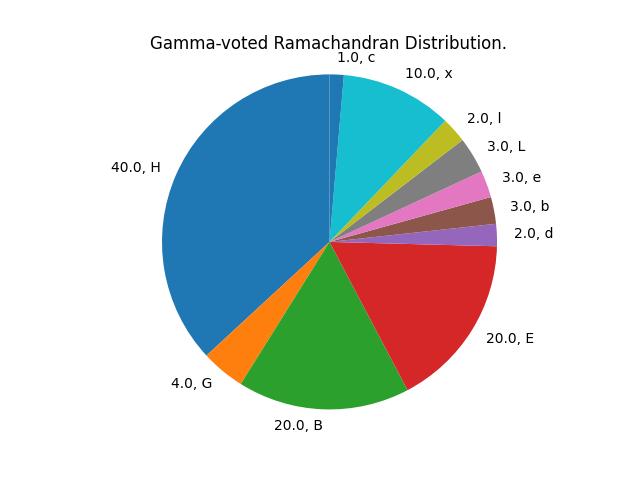 Gamma-voted Ramachandran Distribution.
1.0, c
10.0, x
2.0, l
3.0, L
3.0, e
3.0, b
2.0, d
20.0, E
20.0, B
4.0, G
40.0, H